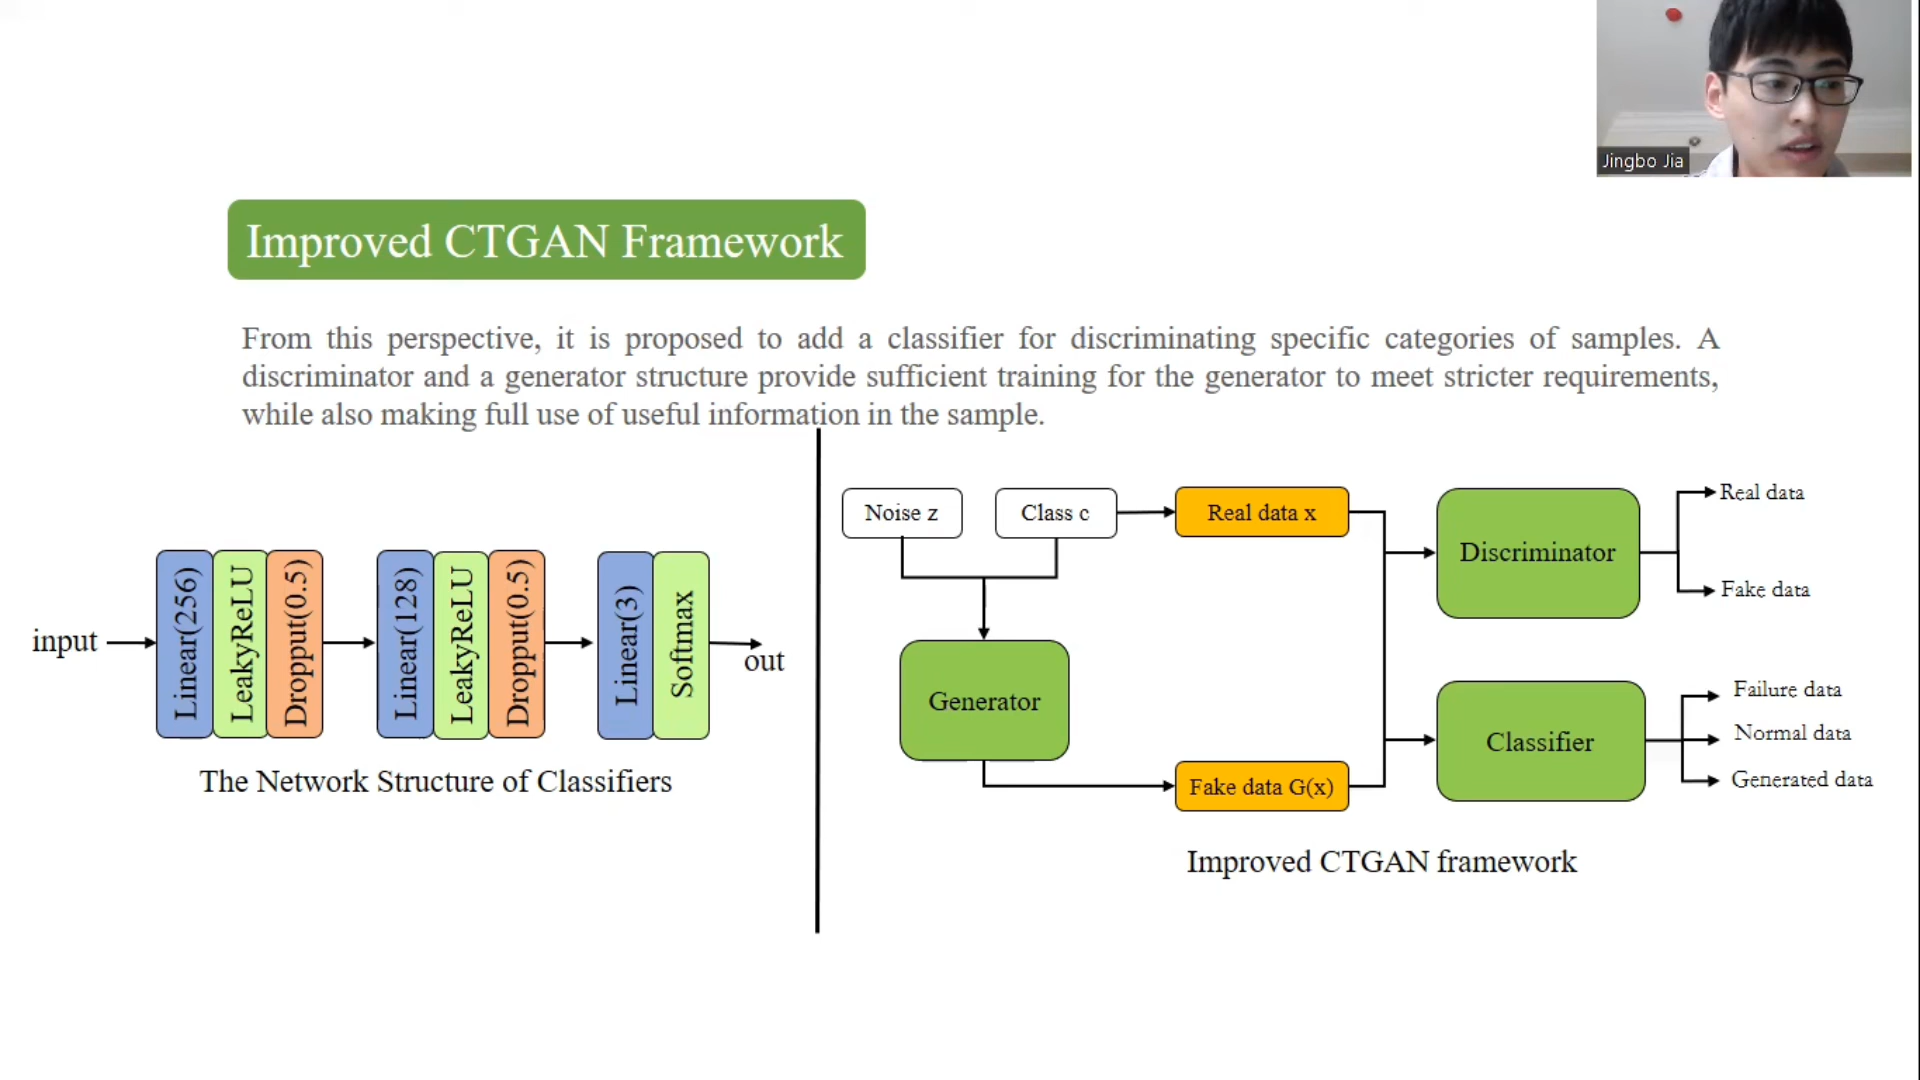 Jingbo Jia
Improved CTGAN Framework
From this perspective, it is proposed to add a classifier for discriminating specific categories of samples. A
discriminator and a generator structure provide sufficient training for the generator to meet stricter requirements,
while also making full use of useful information in the sample.
input
Linear(256)
LeakyReLU
Dropput(0.5)
Linear(128)
LeakyReLU
Dropput(0.5)
Linear(3)
Softmax
out
The Network Structure of Classifiers
Noise z
Class c
Real data x
Discriminator
Real data
Fake data
Generator
Fake data G(x)
Classifier
Failure data
Normal data
Generated data
Improved CTGAN framework